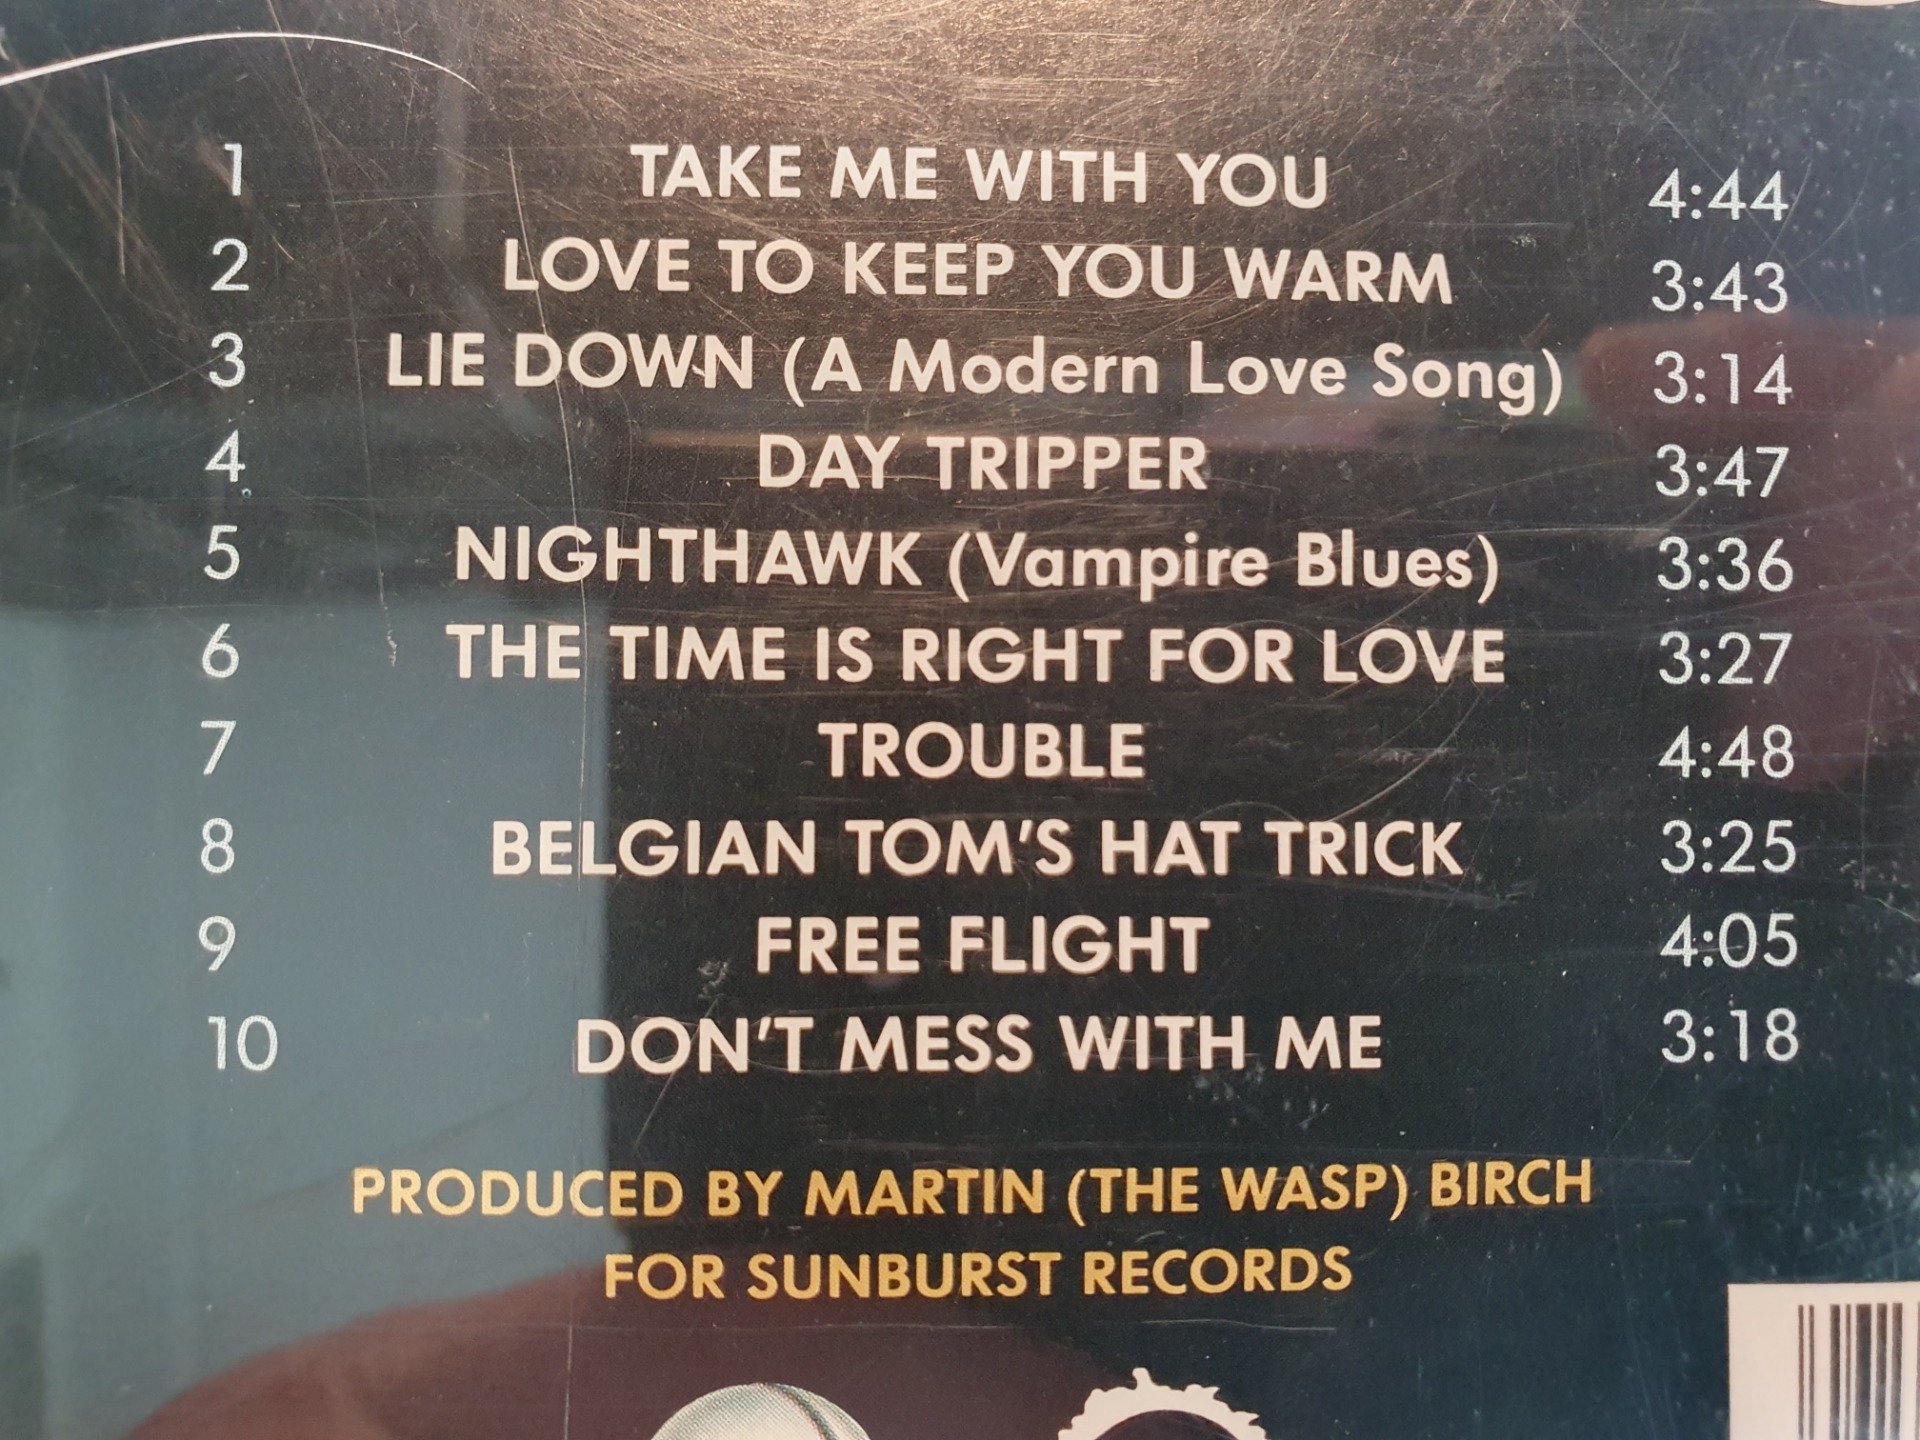 1 TAKE ME WITH YOU 4:44
2 LOVE TO KEEP YOU WARM 3:43
3 LIE DOWN (A Modern Love Song) 3:14
4 DAY TRIPPER 3:47
5 NIGHTHAWK (Vampire Blues) 3:36
6 THE TIME IS RIGHT FOR LOVE 3:27
7 TROUBLE 4:48
8 BELGIAN TOM'S HAT TRICK 3:25
9 FREE FLIGHT 4:05
10 DON'T MESS WITH ME 3:18
PRODUCED BY MARTIN (THE WASP) BIRCH
FOR SUNBURST RECORDS